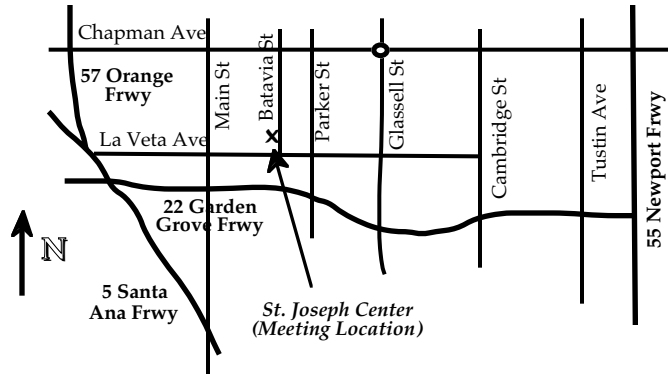 Chapman Ave
57 Orange
Frwy
Main St
Batavia St
Parker St
Glassell St
Cambridge St
Tustin Ave
55 Newport Frwy
La Veta Ave
22 Garden
Grove Frwy
N
5 Santa
Ana Frwy
St. Joseph Center
(Meeting Location)